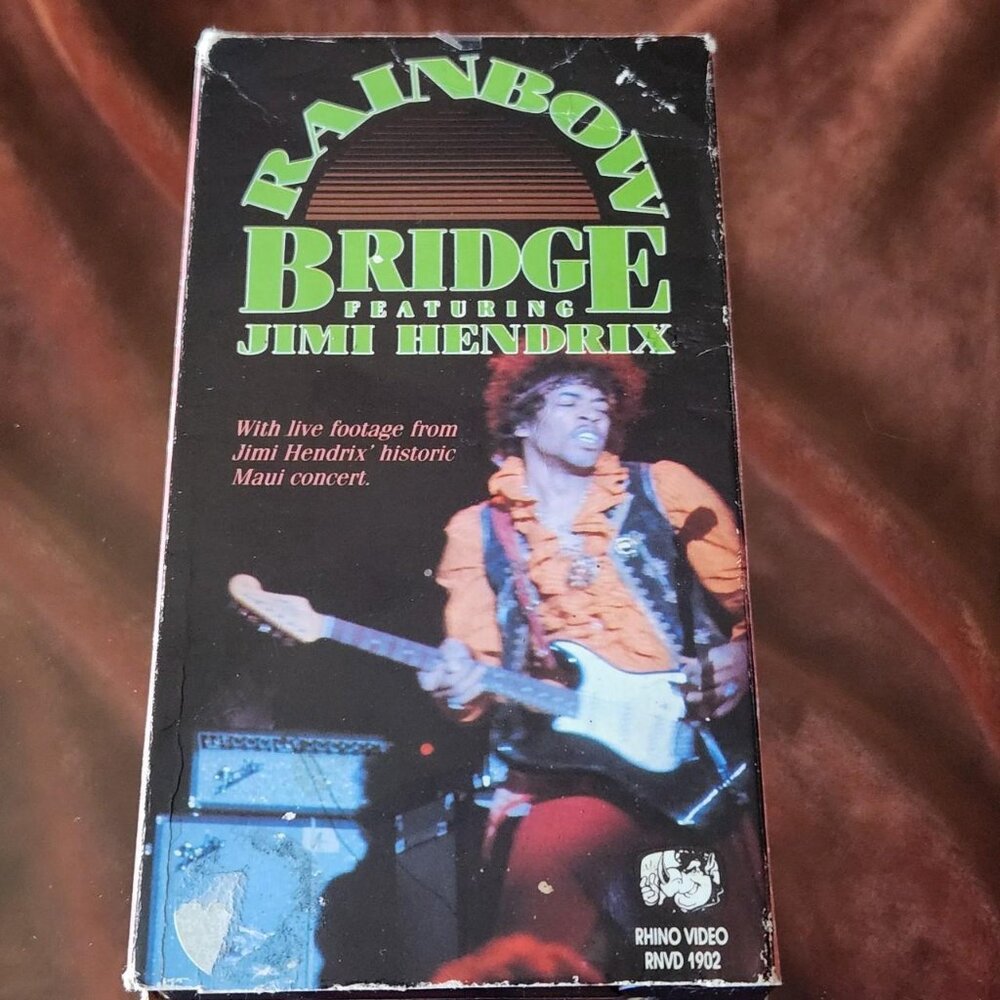 RAINBOW
BRIDGE
FEATURING
JIMI HENDRIX
With live footage from
Jimi Hendrix' historic
Maui concert.
RHINO VIDEO
RNVD 1902